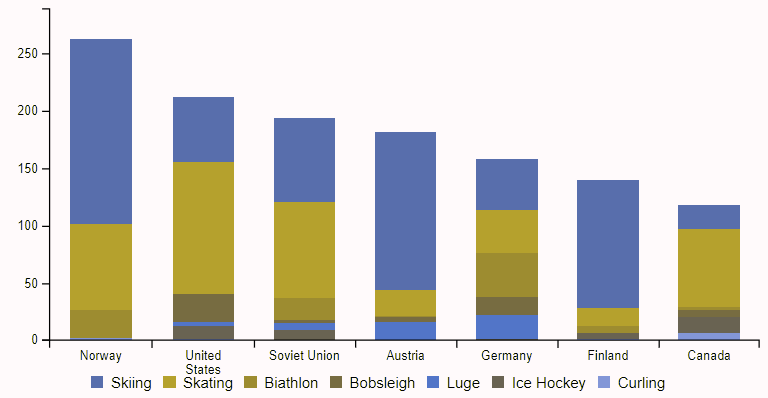 250
200
150
100
50
0
Norway
United
States
Soviet Union
Austria
Germany
Finland
Canada
Skiing Skating Biathlon Bobsleigh Luge Ice Hockey Curling